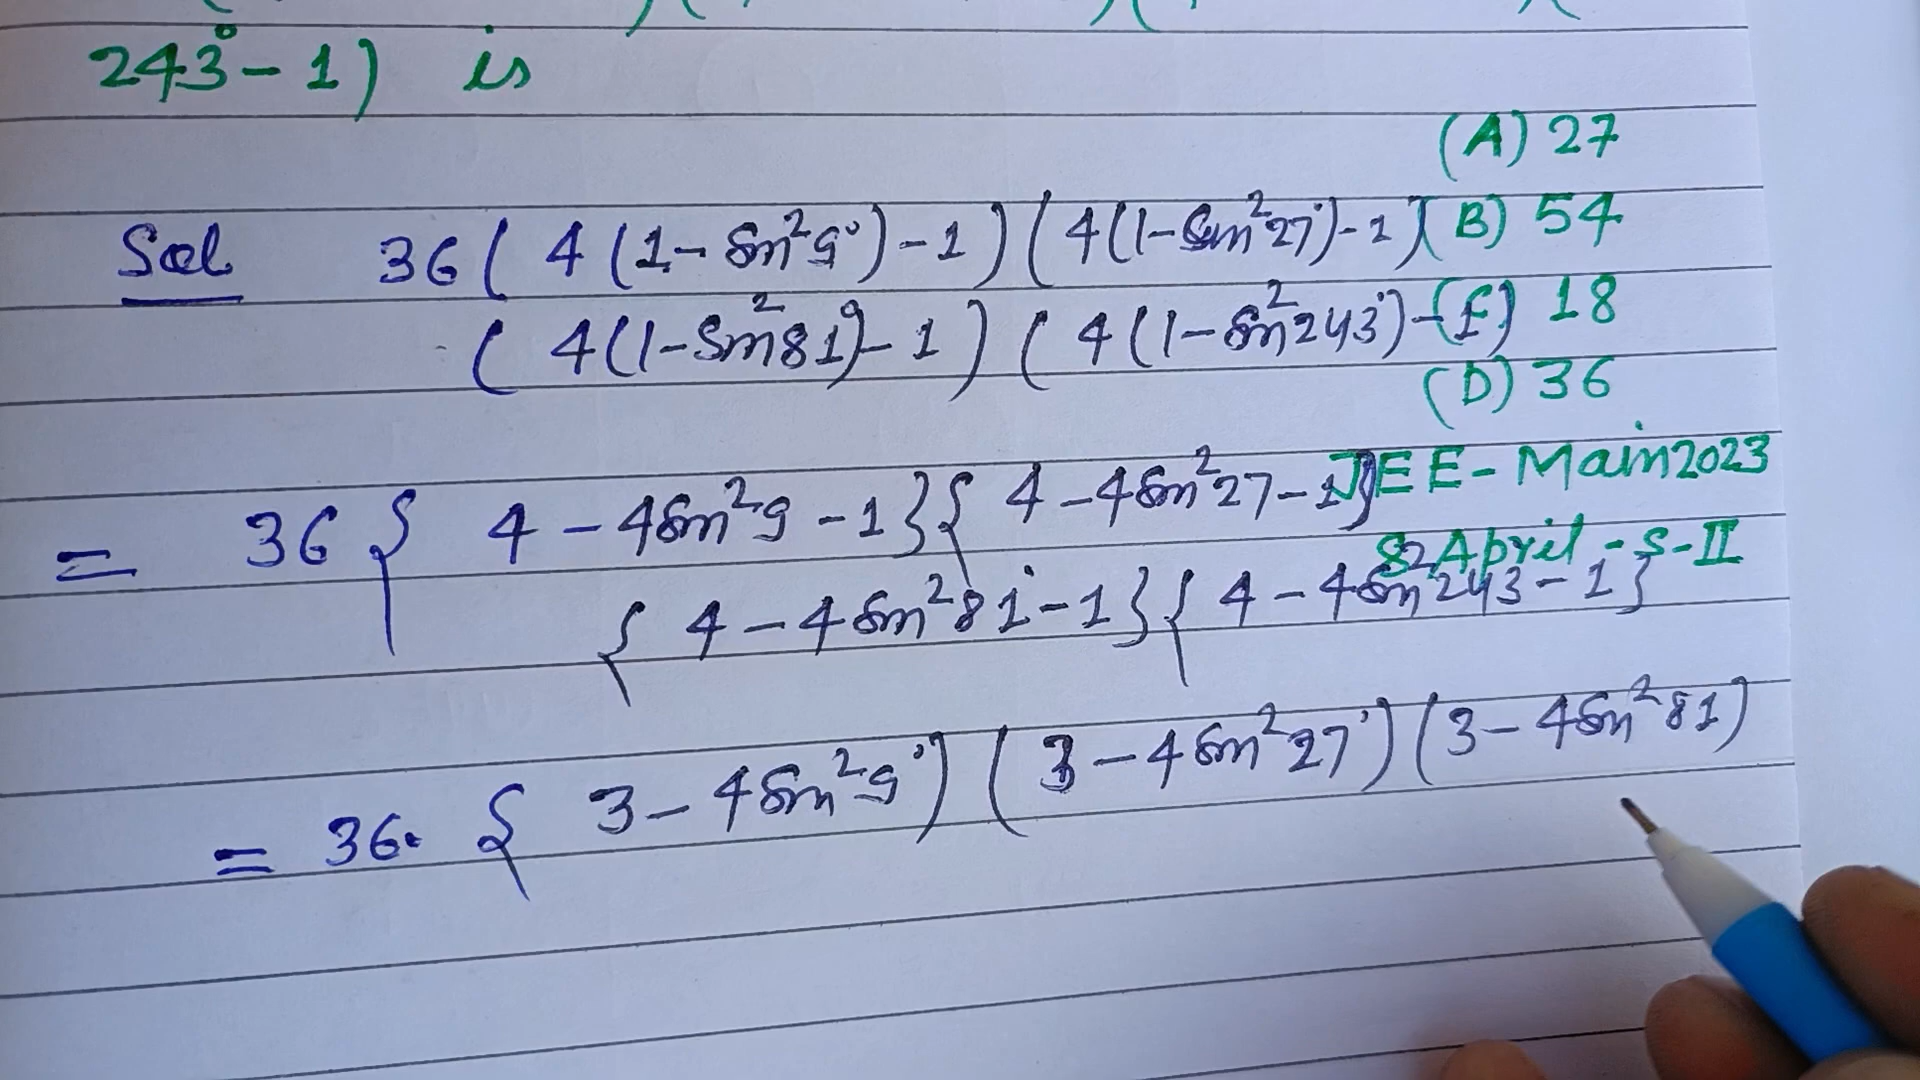 243° - 1) is
(A) 27
Sol 36 ( 4 (1 - Sin²9°) - 1 ) ( 4 (1 - Sin²27°) - 1 ) (B) 54
( 4 (1 - Sin²81°) - 1 ) ( 4 (1 - Sin²243°) - 1 ) (C) 18
(D) 36
= 36 { 4 - 4Sin²9 - 1 } { 4 - 4Sin²27 - 1 } JEE - Main 2023
8 April - S - II
{ 4 - 4Sin²81° - 1 } { 4 - 4Sin²243 - 1 }
= 36. { 3 - 4Sin²9° ) ( 3 - 4Sin²27° ) ( 3 - 4Sin²81 )